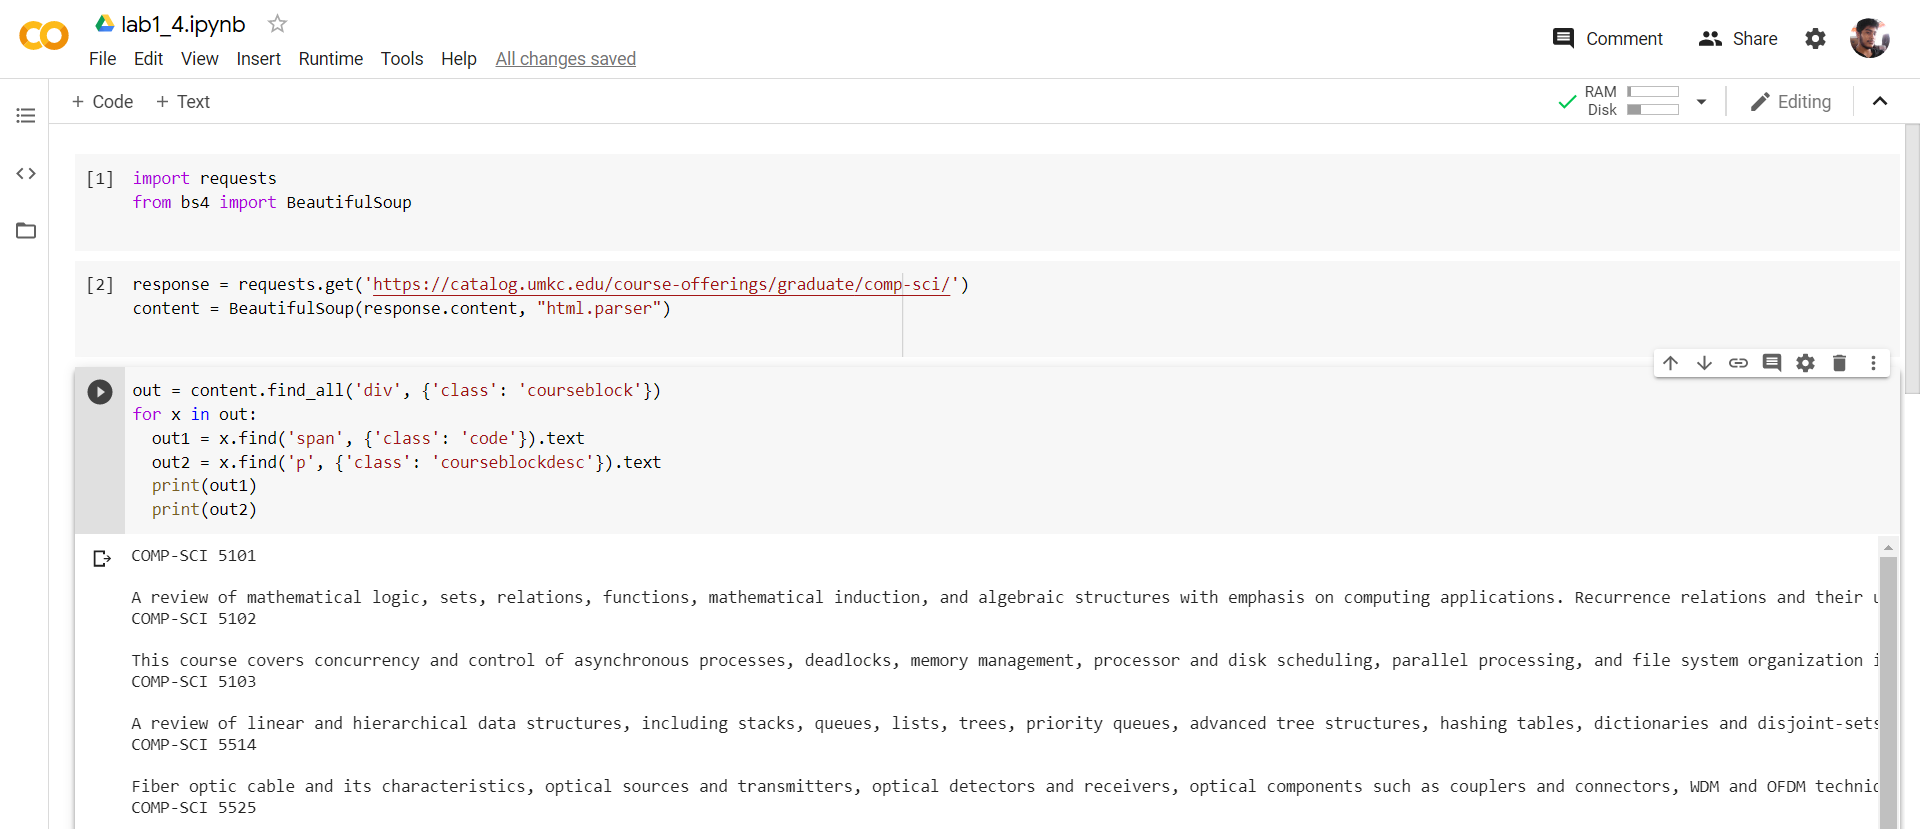 lab1_4.ipynb
File Edit View Insert Runtime Tools Help All changes saved
Comment Share
+ Code + Text
RAM
Disk
Editing
[1] import requests
from bs4 import BeautifulSoup
[2] response = requests.get('https://catalog.umkc.edu/course-offerings/graduate/comp-sci/')
content = BeautifulSoup(response.content, "html.parser")
out = content.find_all('div', {'class': 'courseblock'})
for x in out:
  out1 = x.find('span', {'class': 'code'}).text
  out2 = x.find('p', {'class': 'courseblockdesc'}).text
  print(out1)
  print(out2)
COMP-SCI 5101
A review of mathematical logic, sets, relations, functions, mathematical induction, and algebraic structures with emphasis on computing applications. Recurrence relations and their
COMP-SCI 5102
This course covers concurrency and control of asynchronous processes, deadlocks, memory management, processor and disk scheduling, parallel processing, and file system organization
COMP-SCI 5103
A review of linear and hierarchical data structures, including stacks, queues, lists, trees, priority queues, advanced tree structures, hashing tables, dictionaries and disjoint-sets
COMP-SCI 5514
Fiber optic cable and its characteristics, optical sources and transmitters, optical detectors and receivers, optical components such as couplers and connectors, WDM and OFDM
COMP-SCI 5525